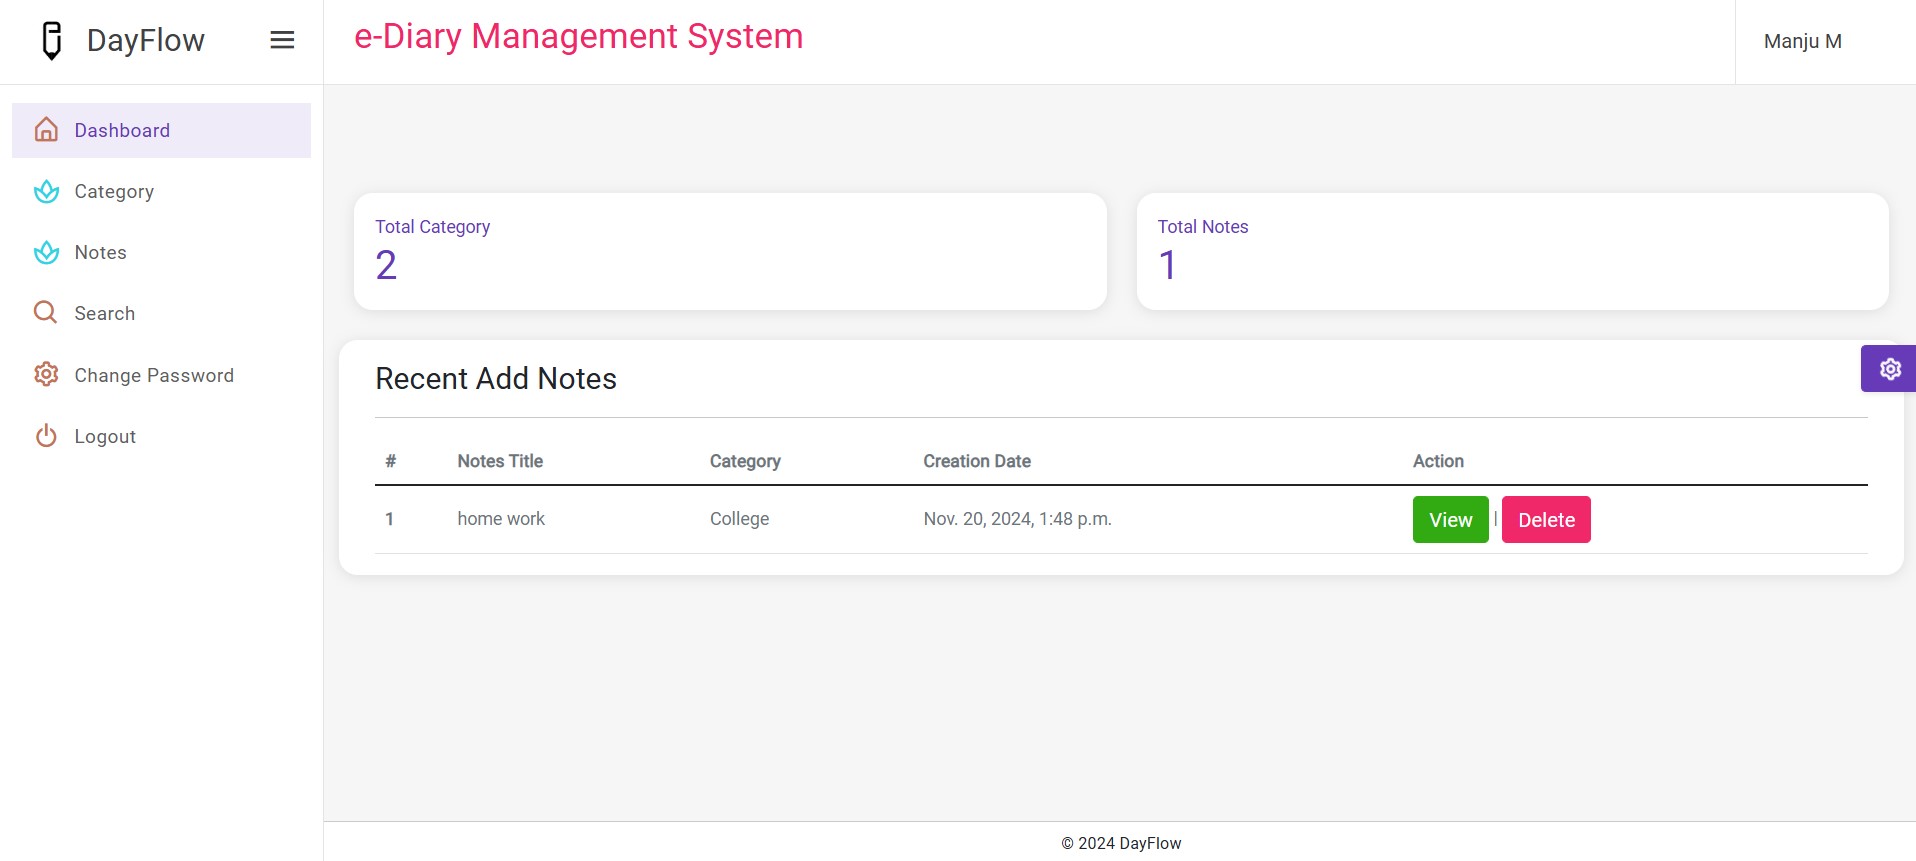 DayFlow
e-Diary Management System
Manju M
Dashboard
Category
Notes
Search
Change Password
Logout
Total Category
2
Total Notes
1
Recent Add Notes
# Notes Title Category Creation Date Action
1 home work College Nov. 20, 2024, 1:48 p.m. View | Delete
© 2024 DayFlow